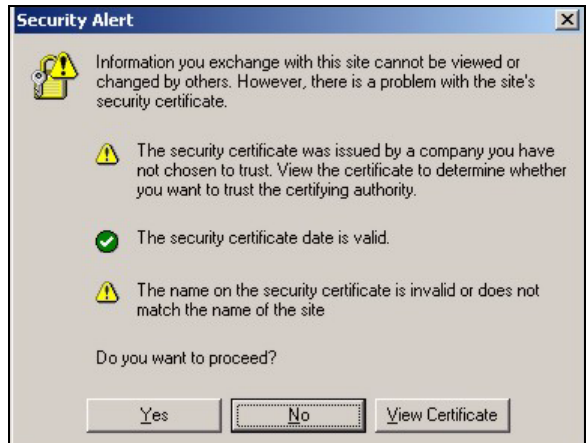 Security Alert
Information you exchange with this site cannot be viewed or
changed by others. However, there is a problem with the site's
security certificate.
The security certificate was issued by a company you have
not chosen to trust. View the certificate to determine whether
you want to trust the certifying authority.
The security certificate date is valid.
The name on the security certificate is invalid or does not
match the name of the site
Do you want to proceed?
Yes No View Certificate